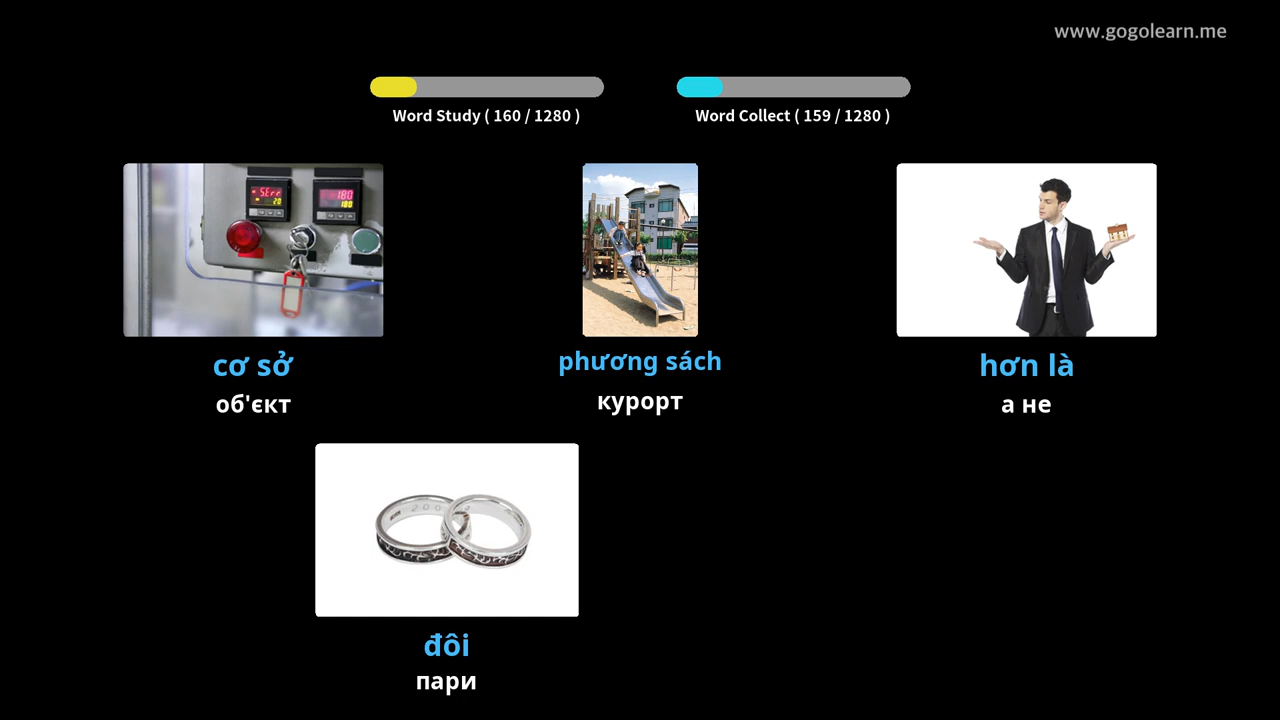 www.gogolearn.me
Word Study ( 160 / 1280 )
Word Collect ( 159 / 1280 )
cơ sở
об'єкт
phương sách
курорт
hơn là
а не
đôi
пари